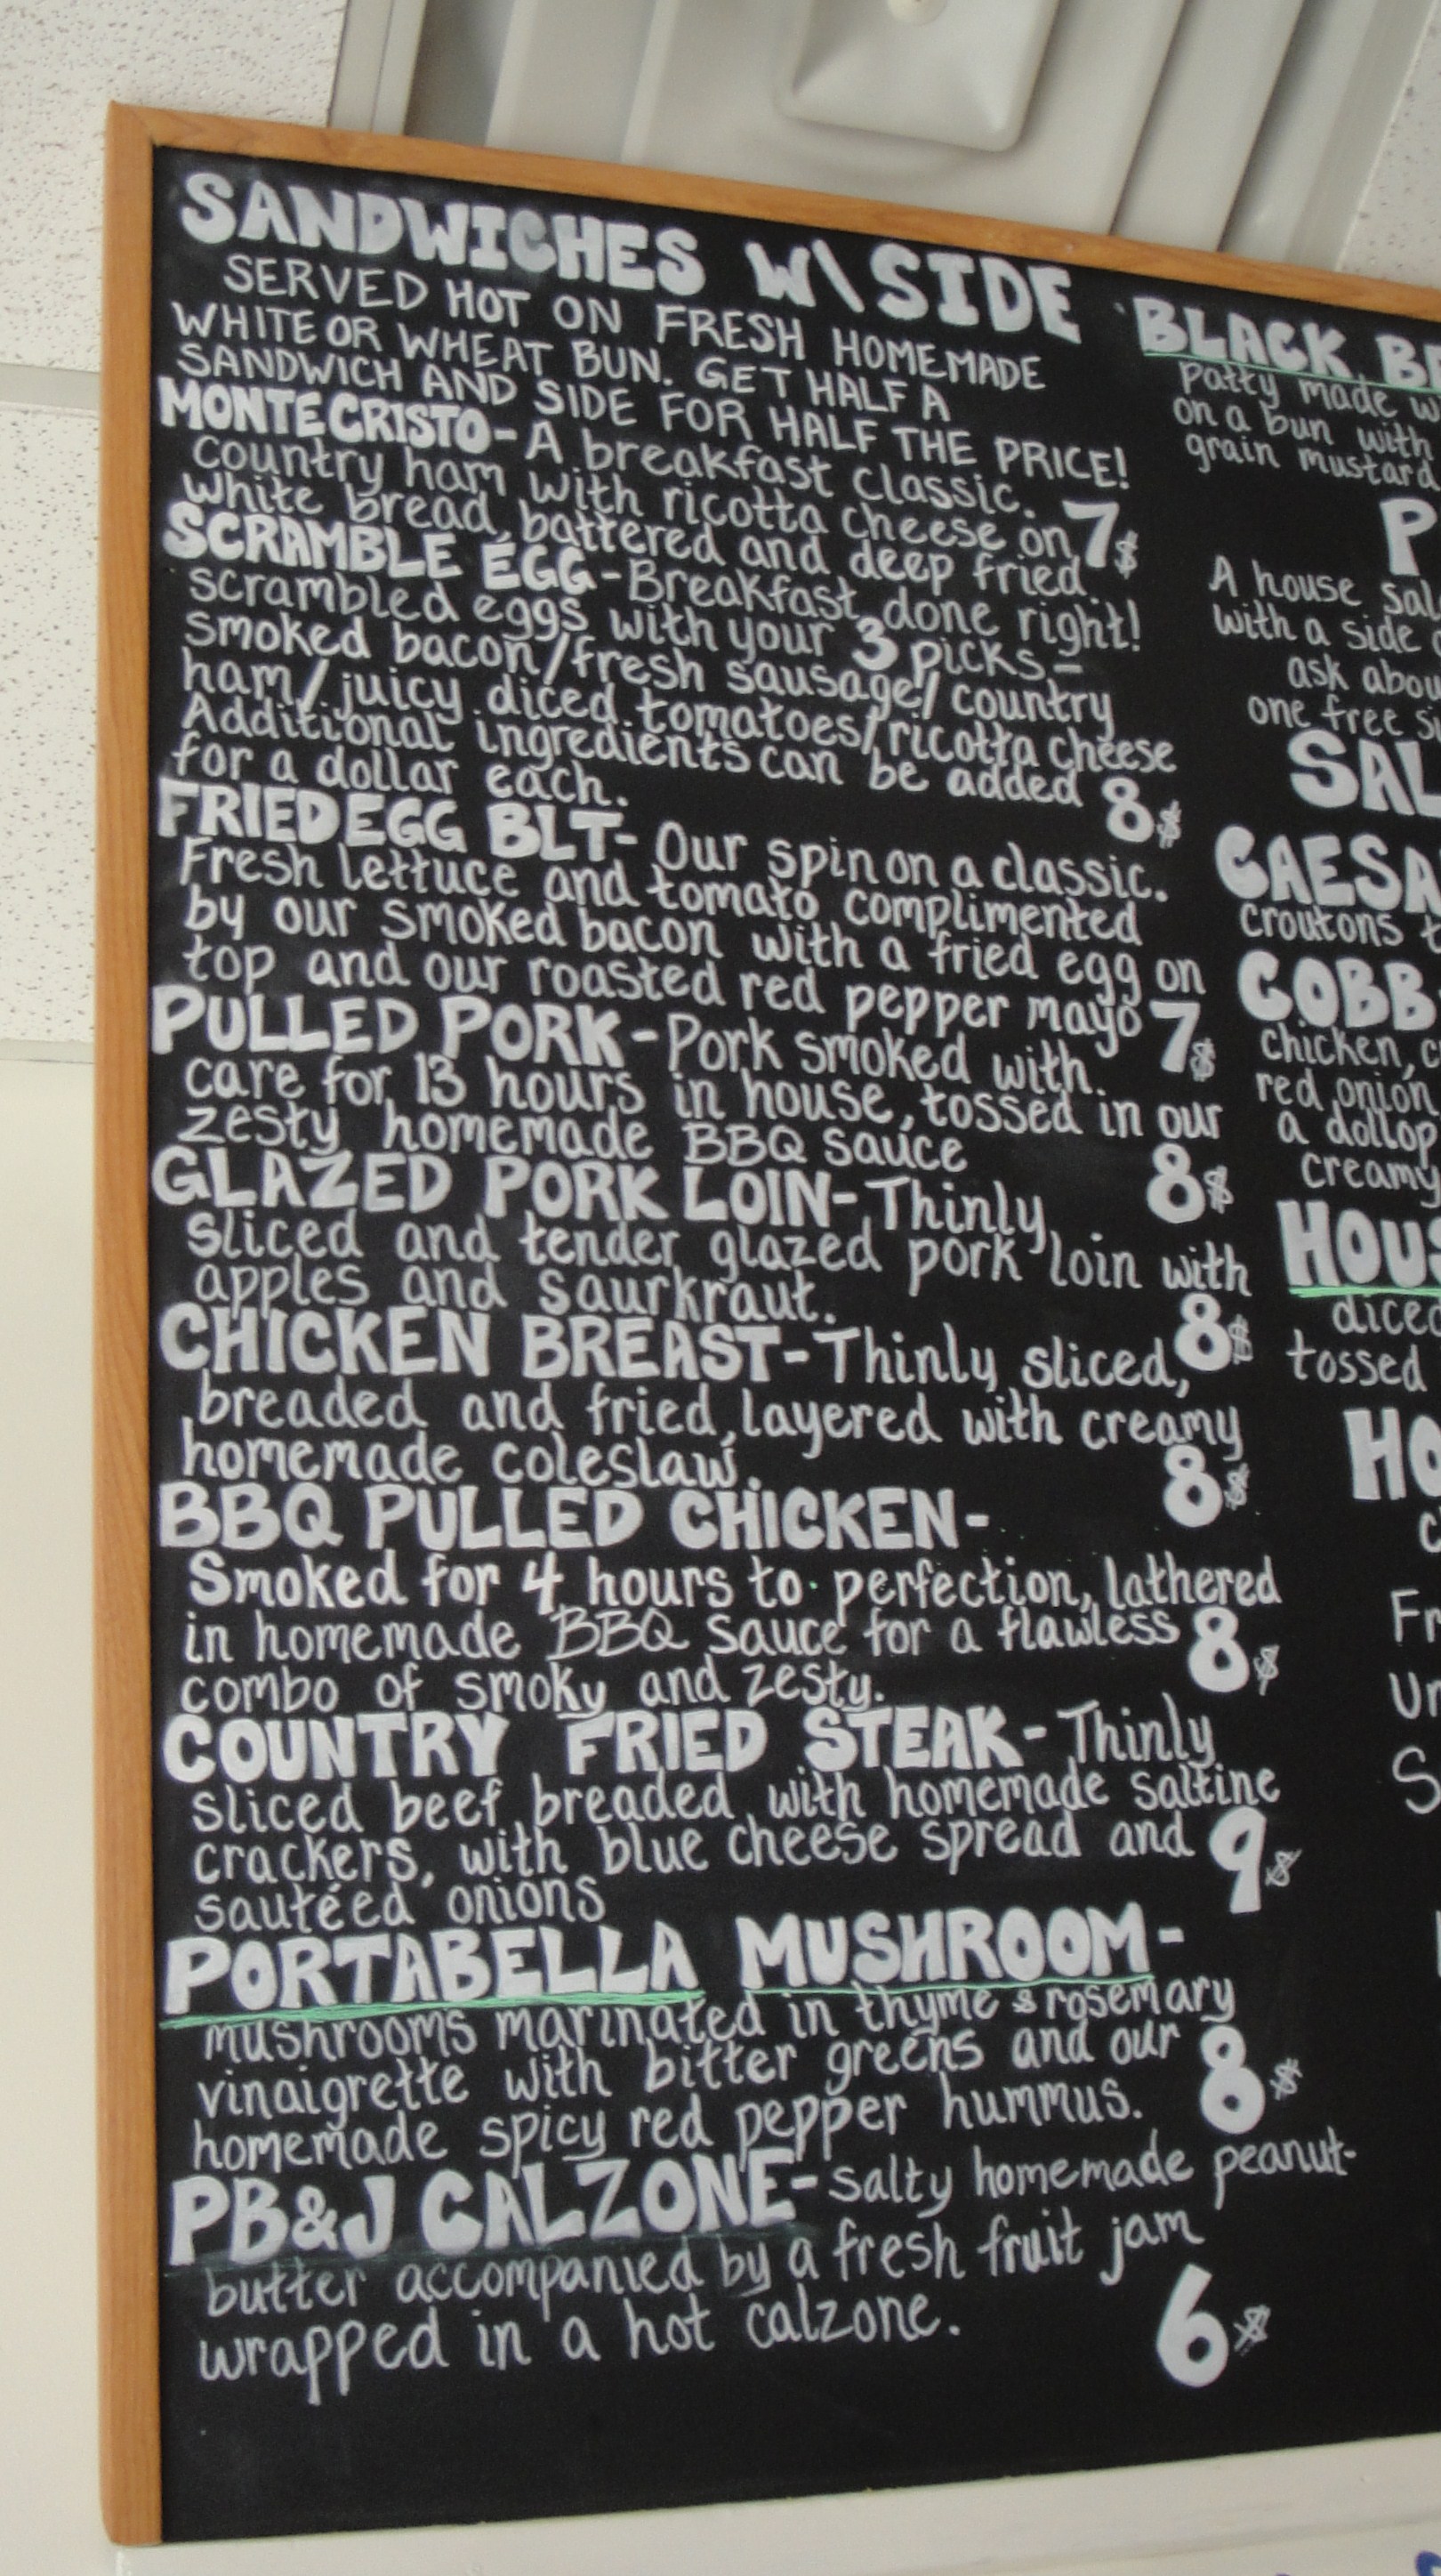 SANDWICHES W\SIDE
SERVED HOT ON FRESH HOMEMADE
WHITE OR WHEAT BUN. GET HALF A
SANDWICH AND SIDE FOR HALF THE PRICE!
MONTE CRISTO- A breakfast classic.
Country ham with ricotta cheese on
white bread, battered and deep fried. 7$
SCRAMBLE EGG-Breakfast done right!
scrambled eggs with your 3 picks-
smoked bacon/fresh sausage/country
ham/juicy diced tomatoes/ricotta cheese
Additional ingredients can be added
for a dollar each. 8$
FRIED EGG BLT- Our spin on a classic.
Fresh lettuce and tomato complimented
by our smoked bacon with a fried egg on
top and our roasted red pepper mayo 7$
PULLED PORK-Pork smoked with
care for 13 hours in house, tossed in our
zesty homemade BBQ sauce 8$
GLAZED PORK LOIN-Thinly
sliced and tender glazed pork loin with
apples and saurkraut. 8$
CHICKEN BREAST-Thinly sliced,
breaded and fried, layered with creamy
homemade coleslaw. 8$
BBQ PULLED CHICKEN-
Smoked for 4 hours to perfection, lathered
in homemade BBQ sauce for a flawless 8$
combo of smoky and zesty.
COUNTRY FRIED STEAK-Thinly
sliced beef breaded with homemade saltine
crackers, with blue cheese spread and 9$
sautéed onions
PORTABELLA MUSHROOM-
mushrooms marinated in thyme & rosemary
vinaigrette with bitter greens and our 8$
homemade spicy red pepper hummus.
PB&J CALZONE-salty homemade peanut-
butter accompanied by a fresh fruit jam
wrapped in a hot calzone. 6$
BLACK BE
Patty made w
on a bun with
grain mustard
P
A house sal
with a side
ask abou
one free si
SAL
CAESA
croutons t
COBB-
chicken, c
red onion
a dollop
creamy
HOUS
diced
tossed
HO
c
Fr
Ur
S